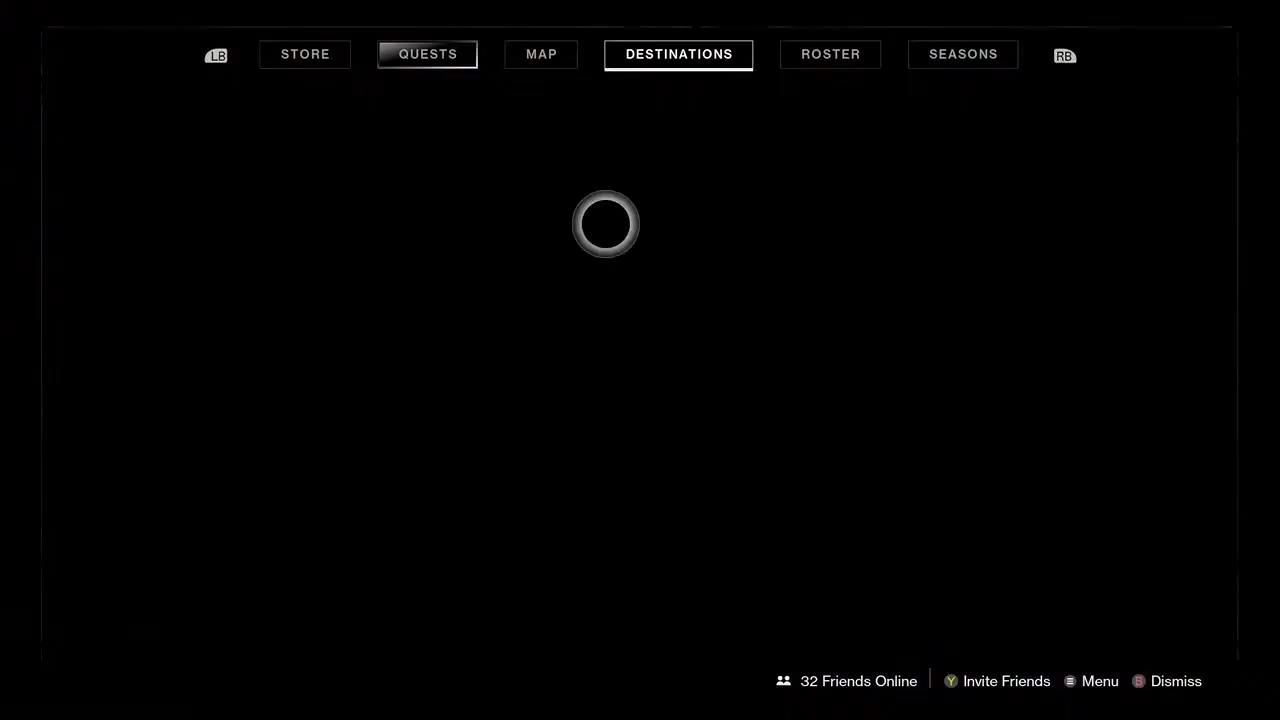 LB STORE QUESTS MAP DESTINATIONS ROSTER SEASONS RB
32 Friends Online Y Invite Friends Menu B Dismiss